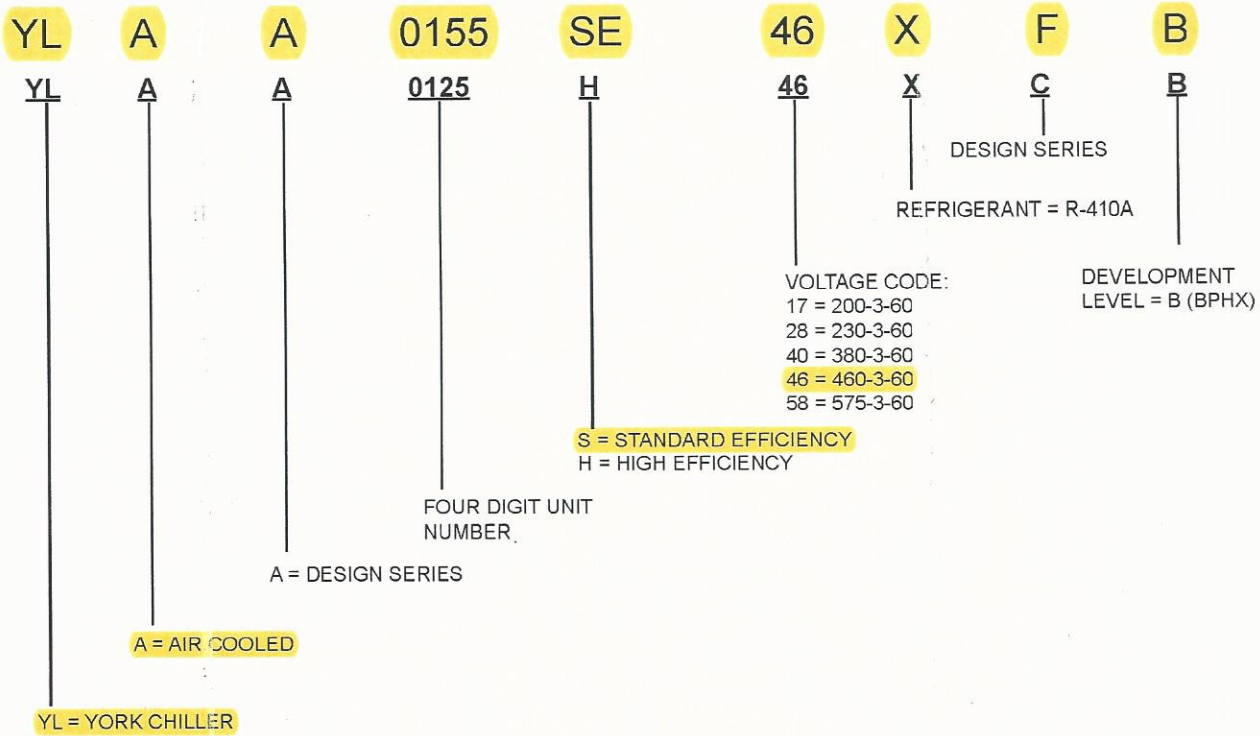 YL A A 0155 SE 46 X F B
YL A A 0125 H 46 X C B
DESIGN SERIES
REFRIGERANT = R-410A
VOLTAGE CODE:
17 = 200-3-60
28 = 230-3-60
40 = 380-3-60
46 = 460-3-60
58 = 575-3-60
DEVELOPMENT
LEVEL = B (BPHX)
S = STANDARD EFFICIENCY
H = HIGH EFFICIENCY
FOUR DIGIT UNIT
NUMBER
A = DESIGN SERIES
A = AIR COOLED
YL = YORK CHILLER